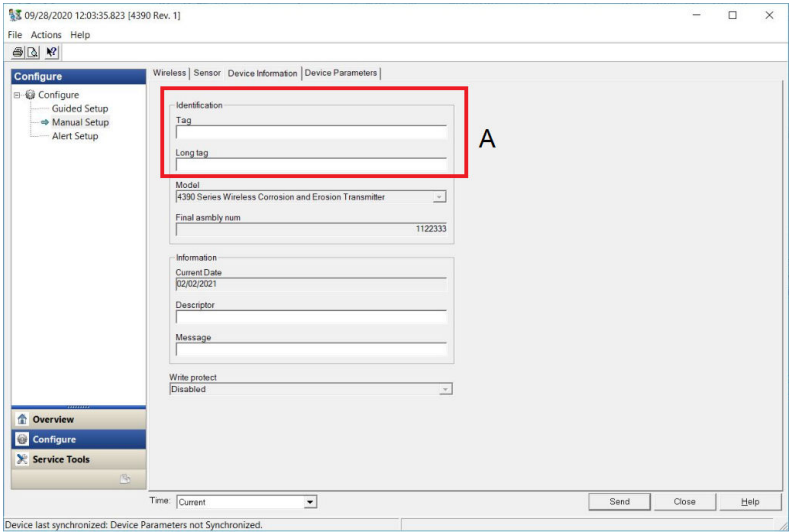 09/28/2020 12:03:35.823 [4390 Rev. 1]
File Actions Help
Configure
Configure
Guided Setup
Manual Setup
Alert Setup
Overview
Configure
Service Tools
Wireless Sensor Device Information Device Parameters
Identification
Tag
Long tag
A
Model
4390 Series Wireless Corrosion and Erosion Transmitter
Final asmbly num
1122333
Information
Current Date
02/02/2021
Descriptor
Message
Write protect
Disabled
Time: Current
Send Close Help
Device last synchronized: Device Parameters not Synchronized.